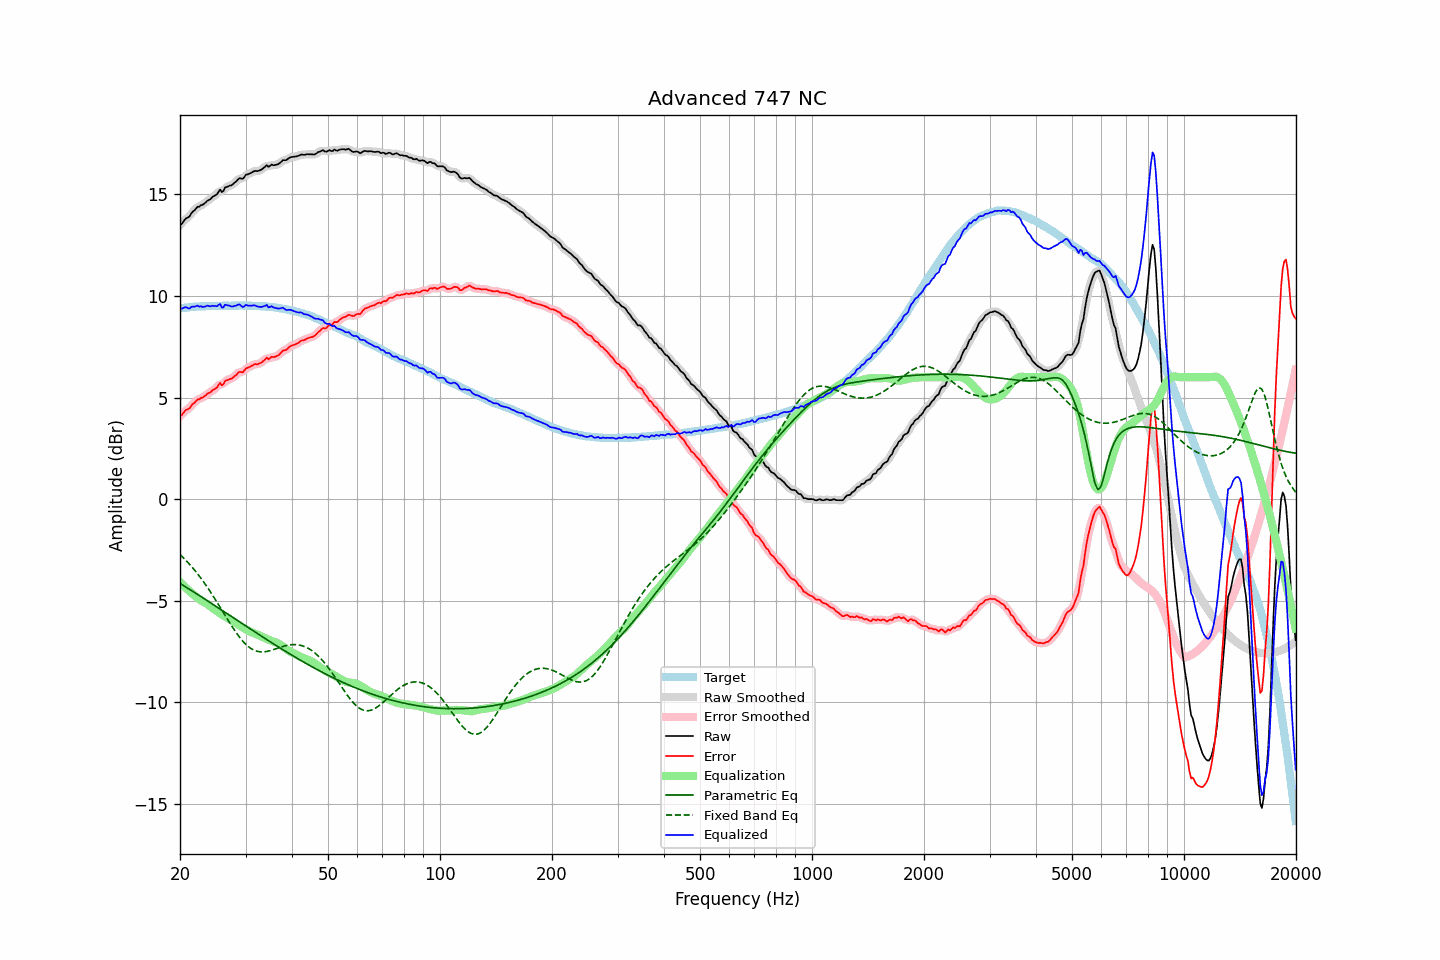 Advanced 747 NC
Amplitude (dBr)
15
10
5
0
−5
−10
−15
20
50
100
200
500
1000
2000
5000
10000
20000
Frequency (Hz)
Target
Raw Smoothed
Error Smoothed
Raw
Error
Equalization
Parametric Eq
Fixed Band Eq
Equalized